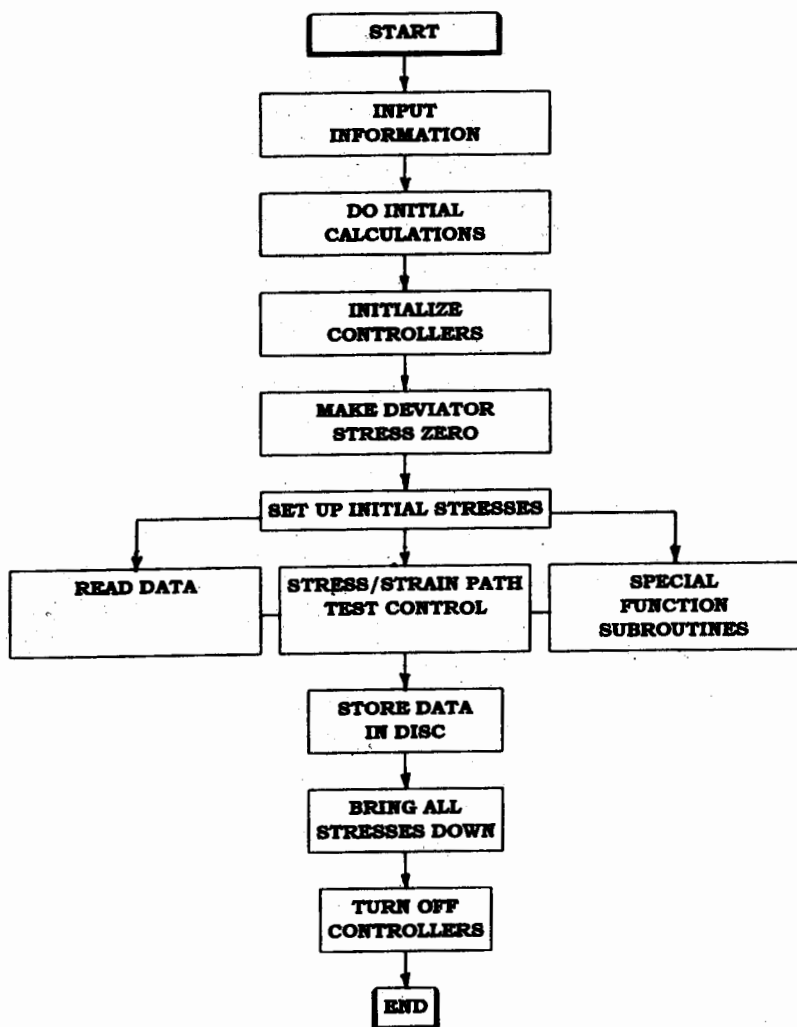 START
INPUT
INFORMATION
DO INITIAL
CALCULATIONS
INITIALIZE
CONTROLLERS
MAKE DEVIATOR
STRESS ZERO
SET UP INITIAL STRESSES
READ DATA
STRESS/STRAIN PATH
TEST CONTROL
SPECIAL
FUNCTION
SUBROUTINES
STORE DATA
IN DISC
BRING ALL
STRESSES DOWN
TURN OFF
CONTROLLERS
END